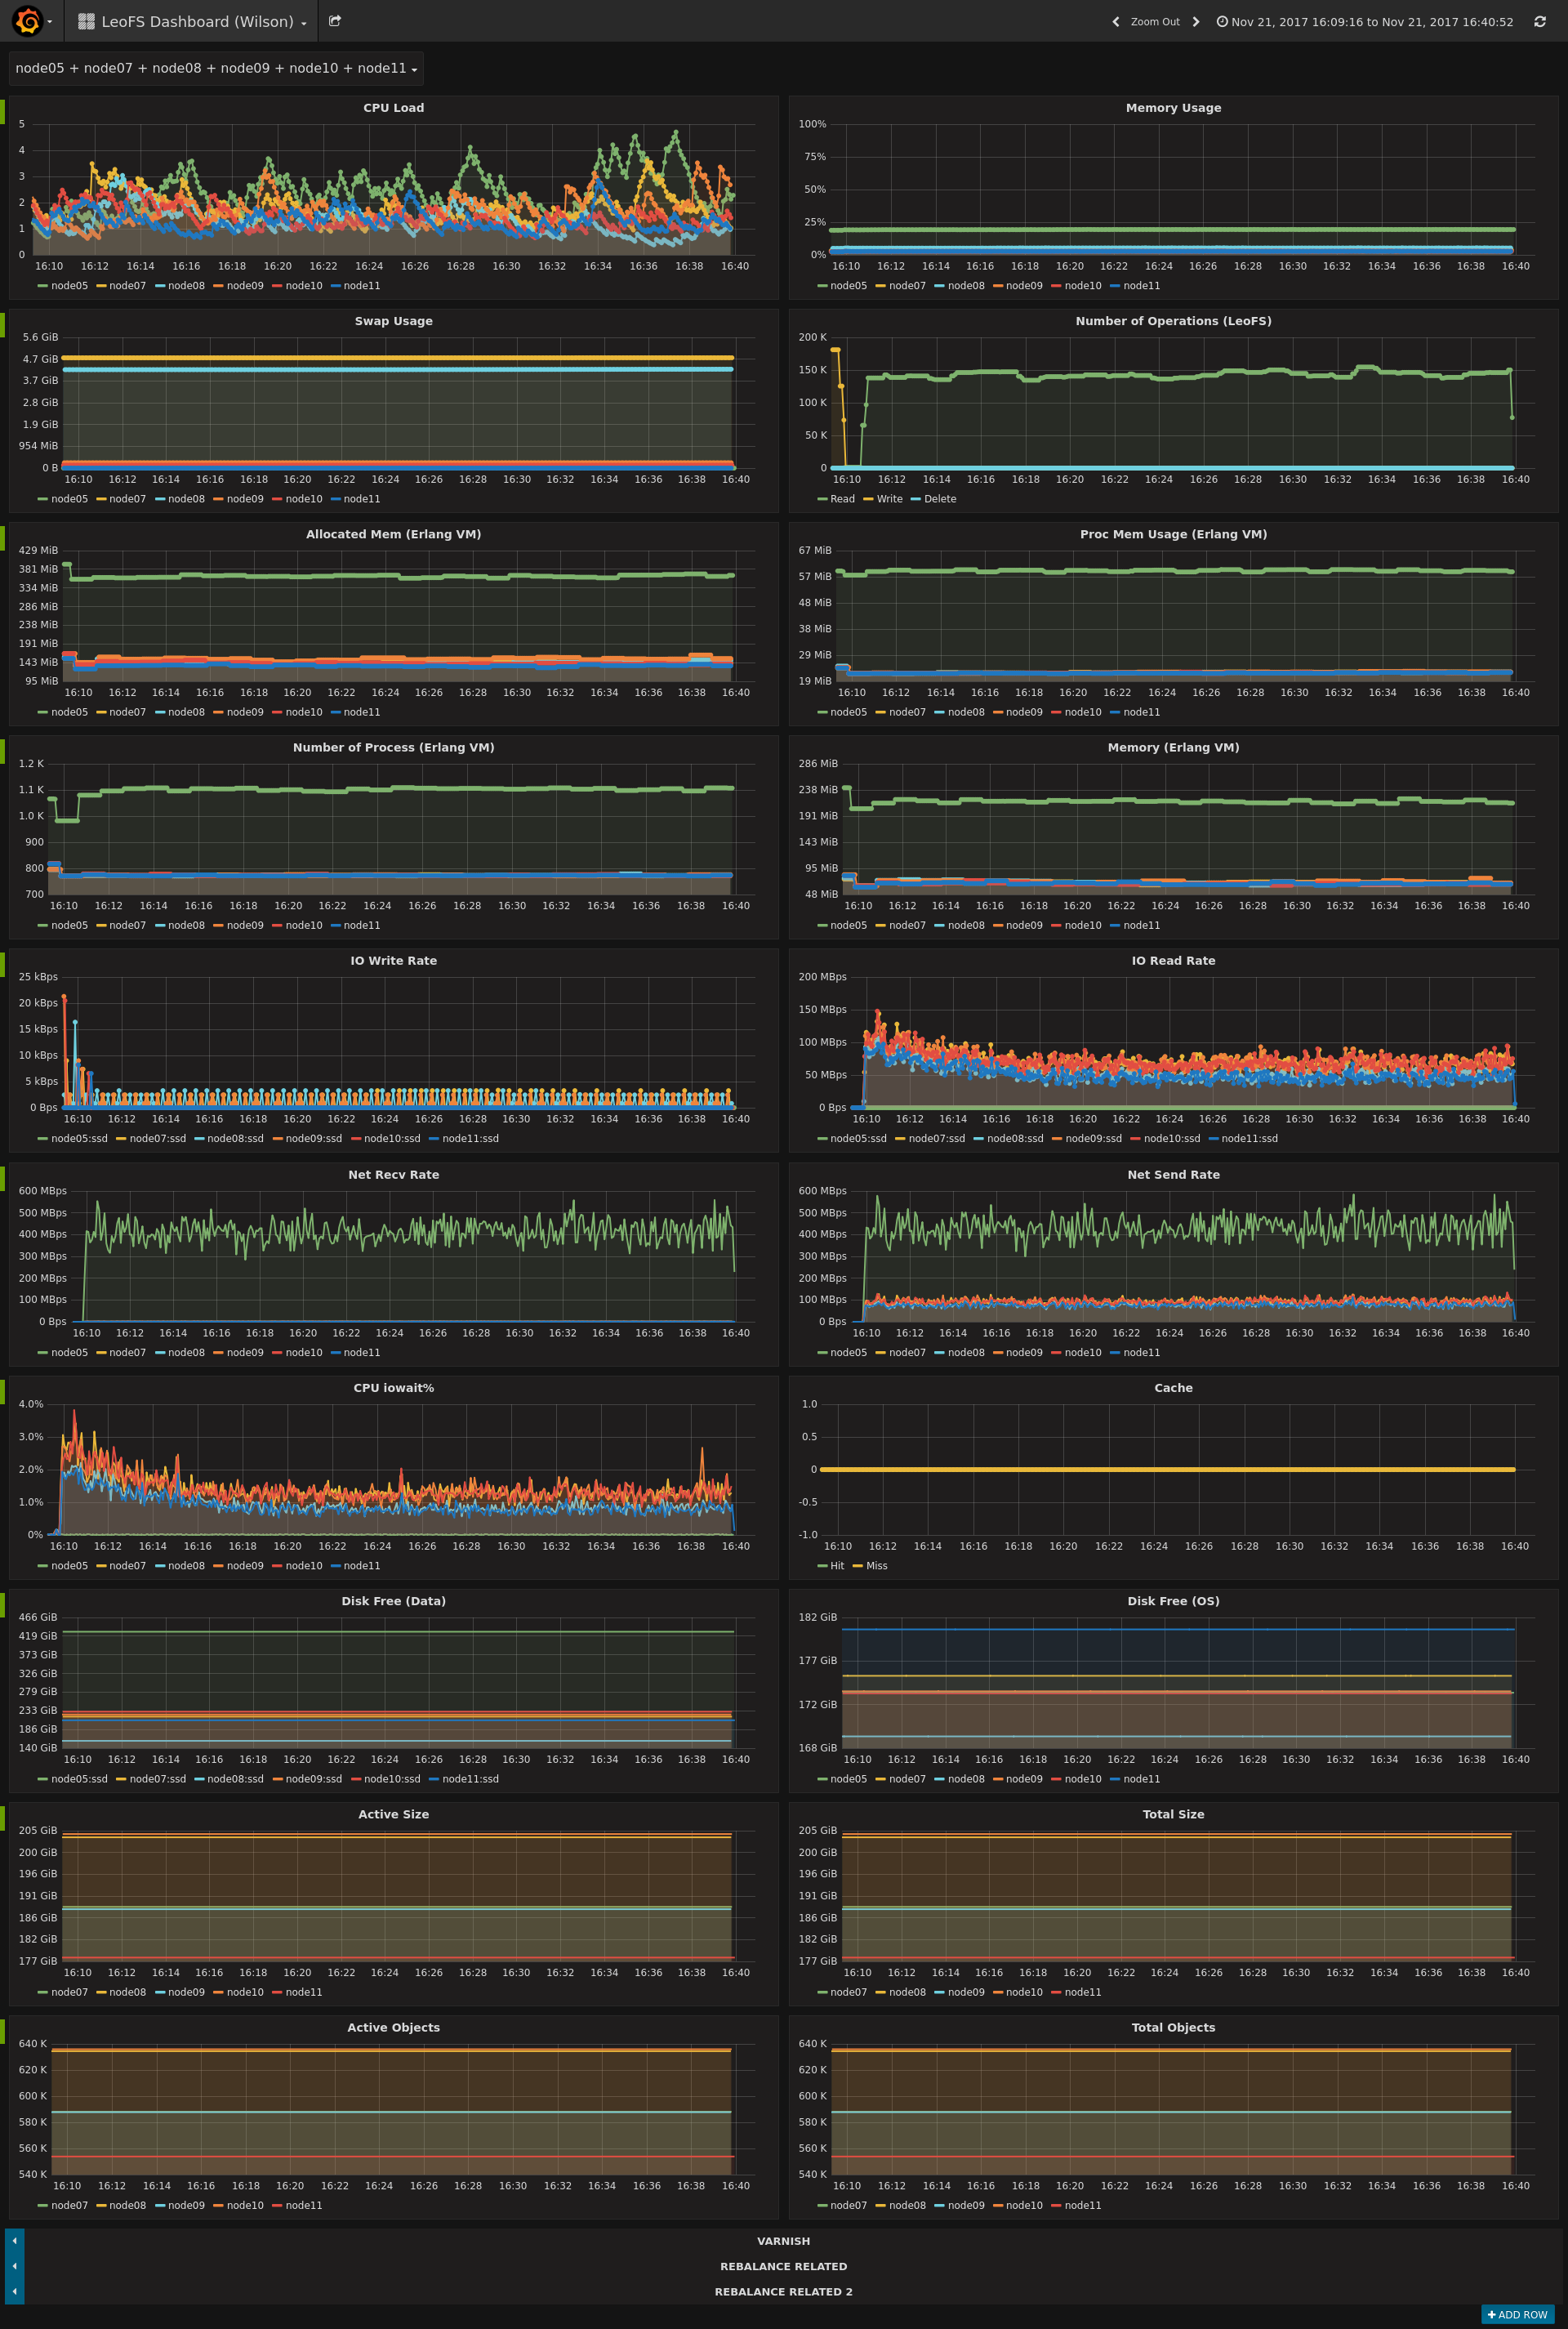 LeoFS Dashboard (Wilson)
Zoom Out
Nov 21, 2017 16:09:16 to Nov 21, 2017 16:40:52
node05 + node07 + node08 + node09 + node10 + node11
CPU Load
5
4
3
2
1
0
16:10 16:12 16:14 16:16 16:18 16:20 16:22 16:24 16:26 16:28 16:30 16:32 16:34 16:36 16:38 16:40
node05 node07 node08 node09 node10 node11
Memory Usage
100%
75%
50%
25%
0%
16:10 16:12 16:14 16:16 16:18 16:20 16:22 16:24 16:26 16:28 16:30 16:32 16:34 16:36 16:38 16:40
node05 node07 node08 node09 node10 node11
Swap Usage
5.6 GiB
4.7 GiB
3.7 GiB
2.8 GiB
1.9 GiB
954 MiB
0 B
16:10 16:12 16:14 16:16 16:18 16:20 16:22 16:24 16:26 16:28 16:30 16:32 16:34 16:36 16:38 16:40
node05 node07 node08 node09 node10 node11
Number of Operations (LeoFS)
200 K
150 K
100 K
50 K
0
16:10 16:12 16:14 16:16 16:18 16:20 16:22 16:24 16:26 16:28 16:30 16:32 16:34 16:36 16:38 16:40
Read Write Delete
Allocated Mem (Erlang VM)
429 MiB
381 MiB
334 MiB
286 MiB
238 MiB
191 MiB
143 MiB
95 MiB
16:10 16:12 16:14 16:16 16:18 16:20 16:22 16:24 16:26 16:28 16:30 16:32 16:34 16:36 16:38 16:40
node05 node07 node08 node09 node10 node11
Proc Mem Usage (Erlang VM)
67 MiB
57 MiB
48 MiB
38 MiB
29 MiB
19 MiB
16:10 16:12 16:14 16:16 16:18 16:20 16:22 16:24 16:26 16:28 16:30 16:32 16:34 16:36 16:38 16:40
node05 node07 node08 node09 node10 node11
Number of Process (Erlang VM)
1.2 K
1.1 K
1.0 K
900
800
700
16:10 16:12 16:14 16:16 16:18 16:20 16:22 16:24 16:26 16:28 16:30 16:32 16:34 16:36 16:38 16:40
node05 node07 node08 node09 node10 node11
Memory (Erlang VM)
286 MiB
238 MiB
191 MiB
143 MiB
95 MiB
48 MiB
16:10 16:12 16:14 16:16 16:18 16:20 16:22 16:24 16:26 16:28 16:30 16:32 16:34 16:36 16:38 16:40
node05 node07 node08 node09 node10 node11
IO Write Rate
25 kBps
20 kBps
15 kBps
10 kBps
5 kBps
0 Bps
16:10 16:12 16:14 16:16 16:18 16:20 16:22 16:24 16:26 16:28 16:30 16:32 16:34 16:36 16:38 16:40
node05:ssd node07:ssd node08:ssd node09:ssd node10:ssd node11:ssd
IO Read Rate
200 MBps
150 MBps
100 MBps
50 MBps
0 Bps
16:10 16:12 16:14 16:16 16:18 16:20 16:22 16:24 16:26 16:28 16:30 16:32 16:34 16:36 16:38 16:40
node05:ssd node07:ssd node08:ssd node09:ssd node10:ssd node11:ssd
Net Recv Rate
600 MBps
500 MBps
400 MBps
300 MBps
200 MBps
100 MBps
0 Bps
16:10 16:12 16:14 16:16 16:18 16:20 16:22 16:24 16:26 16:28 16:30 16:32 16:34 16:36 16:38 16:40
node05 node07 node08 node09 node10 node11
Net Send Rate
600 MBps
500 MBps
400 MBps
300 MBps
200 MBps
100 MBps
0 Bps
16:10 16:12 16:14 16:16 16:18 16:20 16:22 16:24 16:26 16:28 16:30 16:32 16:34 16:36 16:38 16:40
node05 node07 node08 node09 node10 node11
CPU iowait%
4.0%
3.0%
2.0%
1.0%
0%
16:10 16:12 16:14 16:16 16:18 16:20 16:22 16:24 16:26 16:28 16:30 16:32 16:34 16:36 16:38 16:40
node05 node07 node08 node09 node10 node11
Cache
1.0
0.5
0
-0.5
-1.0
16:10 16:12 16:14 16:16 16:18 16:20 16:22 16:24 16:26 16:28 16:30 16:32 16:34 16:36 16:38 16:40
Hit Miss
Disk Free (Data)
466 GiB
419 GiB
373 GiB
326 GiB
279 GiB
233 GiB
186 GiB
140 GiB
16:10 16:12 16:14 16:16 16:18 16:20 16:22 16:24 16:26 16:28 16:30 16:32 16:34 16:36 16:38 16:40
node05:ssd node07:ssd node08:ssd node09:ssd node10:ssd node11:ssd
Disk Free (OS)
182 GiB
177 GiB
172 GiB
168 GiB
16:10 16:12 16:14 16:16 16:18 16:20 16:22 16:24 16:26 16:28 16:30 16:32 16:34 16:36 16:38 16:40
node05 node07 node08 node09 node10 node11
Active Size
205 GiB
200 GiB
196 GiB
191 GiB
186 GiB
182 GiB
177 GiB
16:10 16:12 16:14 16:16 16:18 16:20 16:22 16:24 16:26 16:28 16:30 16:32 16:34 16:36 16:38 16:40
node07 node08 node09 node10 node11
Total Size
205 GiB
200 GiB
196 GiB
191 GiB
186 GiB
182 GiB
177 GiB
16:10 16:12 16:14 16:16 16:18 16:20 16:22 16:24 16:26 16:28 16:30 16:32 16:34 16:36 16:38 16:40
node07 node08 node09 node10 node11
Active Objects
640 K
620 K
600 K
580 K
560 K
540 K
16:10 16:12 16:14 16:16 16:18 16:20 16:22 16:24 16:26 16:28 16:30 16:32 16:34 16:36 16:38 16:40
node07 node08 node09 node10 node11
Total Objects
640 K
620 K
600 K
580 K
560 K
540 K
16:10 16:12 16:14 16:16 16:18 16:20 16:22 16:24 16:26 16:28 16:30 16:32 16:34 16:36 16:38 16:40
node07 node08 node09 node10 node11
VARNISH
REBALANCE RELATED
REBALANCE RELATED 2
+ ADD ROW